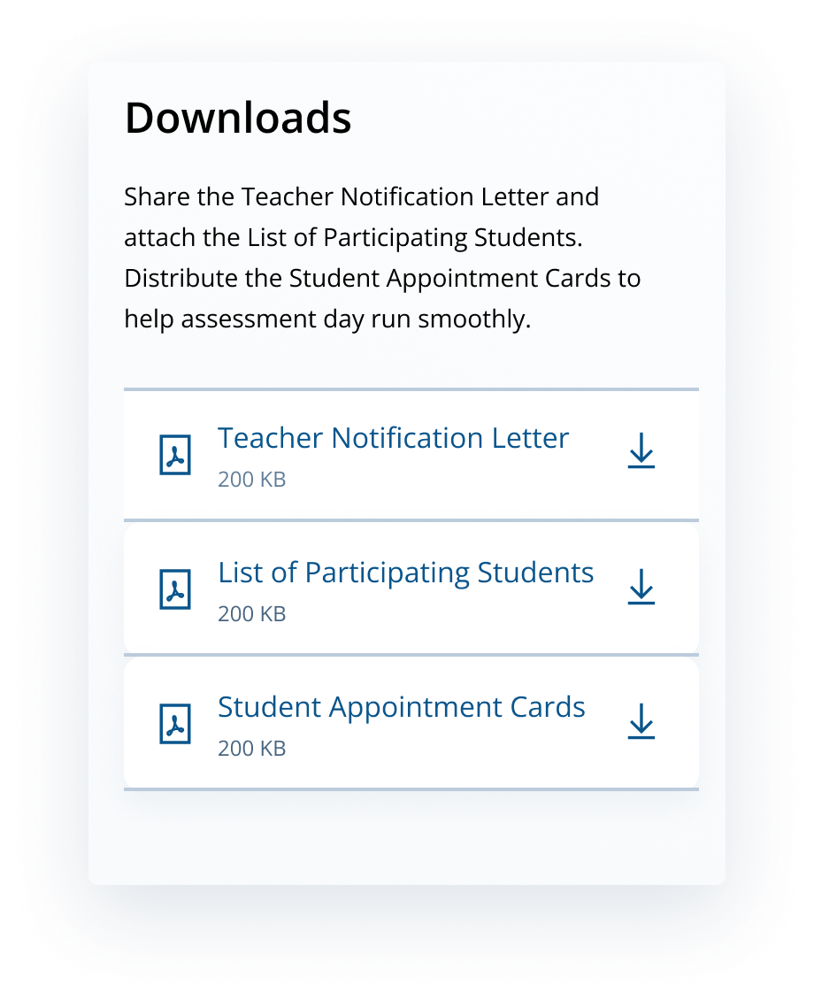 Downloads
Share the Teacher Notification Letter and
attach the List of Participating Students.
Distribute the Student Appointment Cards to
help assessment day run smoothly.
Teacher Notification Letter
200 KB
List of Participating Students
200 KB
Student Appointment Cards
200 KB